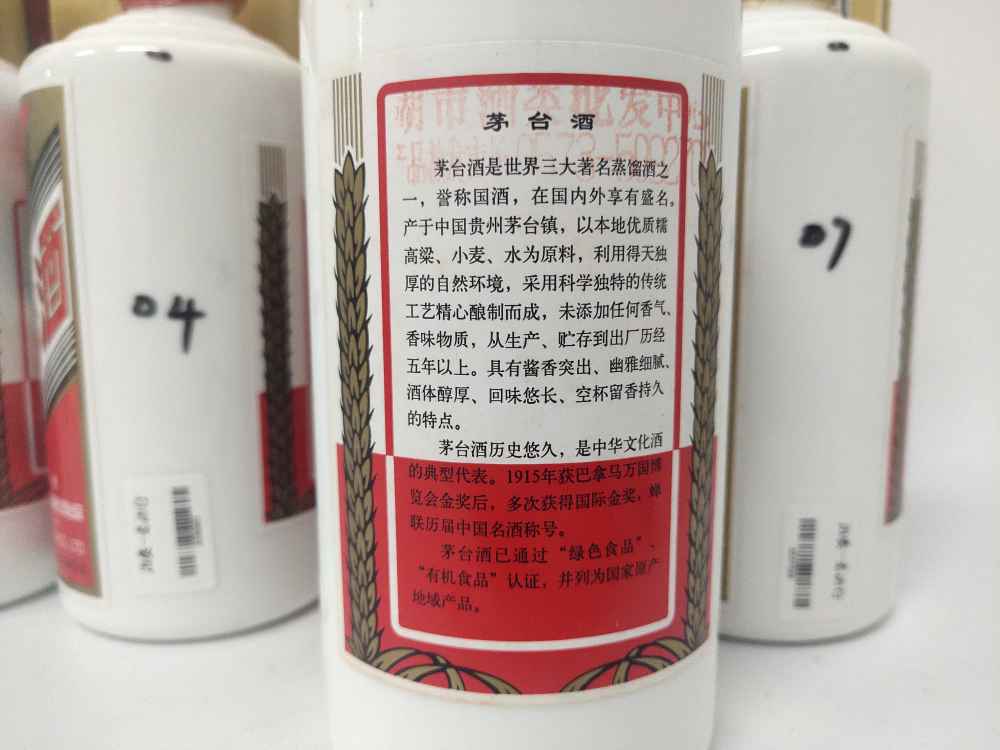 茅台酒
茅台酒是世界三大著名蒸馏酒之
一，誉称国酒，在国内外享有盛名。
产于中国贵州茅台镇，以本地优质糯
高粱、小麦、水为原料，利用得天独
厚的自然环境，采用科学独特的传统
工艺精心酿制而成，未添加任何香气、
香味物质，从生产、贮存到出厂历经
五年以上。具有酱香突出、幽雅细腻、
酒体醇厚、回味悠长、空杯留香持久
的特点。
茅台酒历史悠久，是中华文化酒
的典型代表。1915年获巴拿马万国博
览会金奖后，多次获得国际金奖，蝉
联历届中国名酒称号。
茅台酒已通过“绿色食品”、
“有机食品”认证，并列为国家原产
地域产品。
04
07
酒